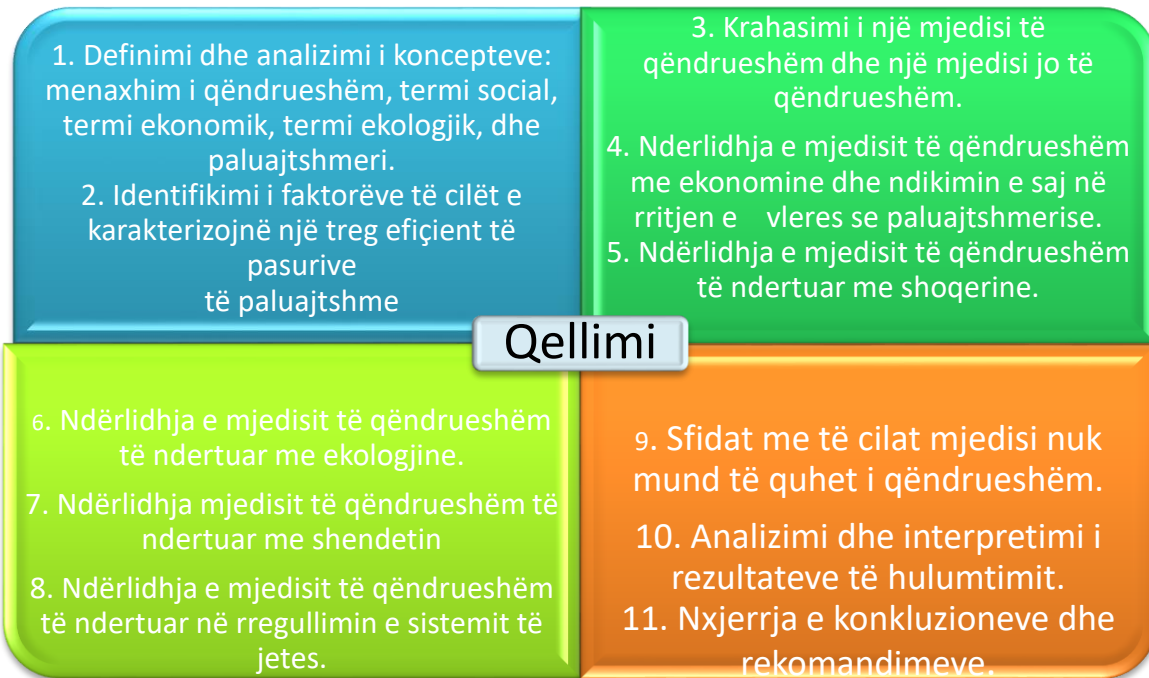 1. Definimi dhe analizimi i koncepteve:
menaxhim i qëndrueshëm, termi social,
termi ekonomik, termi ekologjik, dhe
paluajtshmeri.
2. Identifikimi i faktorëve të cilët e
karakterizojnë një treg efiçient të
pasurive
të paluajtshme
3. Krahasimi i një mjedisi të
qëndrueshëm dhe një mjedisi jo të
qëndrueshëm.
4. Nderlidhja e mjedisit të qëndrueshëm
me ekonomine dhe ndikimin e saj në
rritjen e vleres se paluajtshmerise.
5. Ndërlidhja e mjedisit të qëndrueshëm
të ndertuar me shoqerine.
Qellimi
6. Ndërlidhja e mjedisit të qëndrueshëm
të ndertuar me ekologjine.
7. Ndërlidhja mjedisit të qëndrueshëm të
ndertuar me shendetin
8. Ndërlidhja e mjedisit të qëndrueshëm
të ndertuar në rregullimin e sistemit të
jetes.
9. Sfidat me të cilat mjedisi nuk
mund të quhet i qëndrueshëm.
10. Analizimi dhe interpretimi i
rezultateve të hulumtimit.
11. Nxjerrja e konkluzioneve dhe
rekomandimeve.